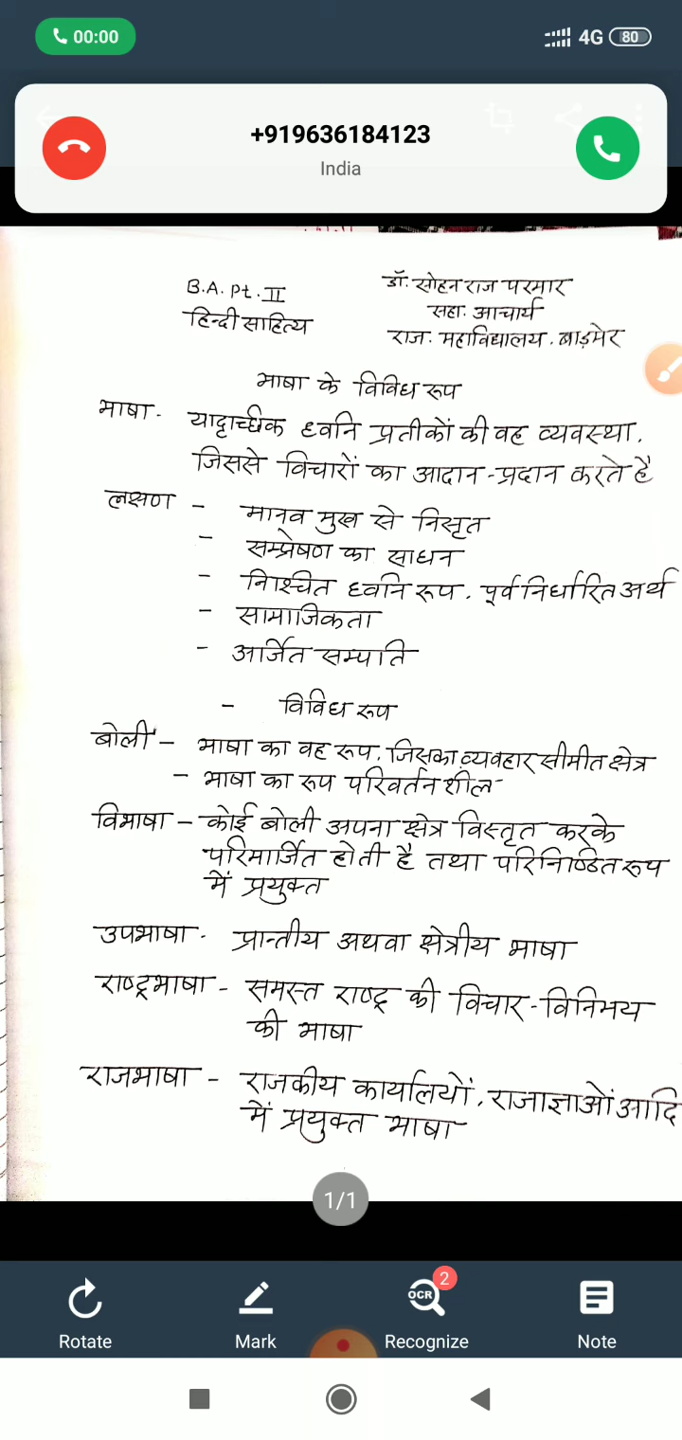 00:00
4G 80
+919636184123
India
B.A. Pt. II
हिन्दी साहित्य
डॉ. सोहन राज परमार
सहा. आचार्य
राज. महाविद्यालय. बाड़मेर
भाषा के विविध रूप
भाषा - यादृच्छिक ध्वनि प्रतीकों की वह व्यवस्था,
जिससे विचारों का आदान-प्रदान करते है
लक्षण - मानव मुख से निसृत
- सम्प्रेषण का साधन
- निश्चित ध्वनि रूप, पूर्व निर्धारित अर्थ
- सामाजिकता
- अर्जित सम्पति
- विविध रूप
बोली - भाषा का वह रूप, जिसका व्यवहार सीमीत क्षेत्र
- भाषा का रूप परिवर्तनशील
विभाषा - कोई बोली अपना क्षेत्र विस्तृत करके
परिमार्जित होती है तथा परिनिष्ठित रूप
में प्रयुक्त
उपभाषा - प्रान्तीय अथवा क्षेत्रीय भाषा
राष्ट्रभाषा - समस्त राष्ट्र की विचार-विनिमय
की भाषा
राजभाषा - राजकीय कार्यालयों, राजाज्ञाओं आदि
में प्रयुक्त भाषा
1/1
OCR 2
Rotate Mark Recognize Note